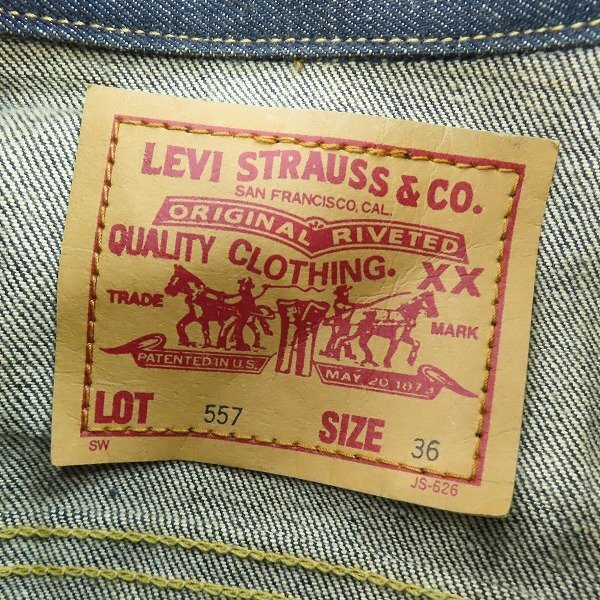 LEVI STRAUSS & CO.
SAN FRANCISCO, CAL.
ORIGINAL RIVETED
QUALITY CLOTHING. XX
TRADE MARK
PATENTED IN U.S. MAY 20 1873
LOT 557 SIZE 36
SW JS-626